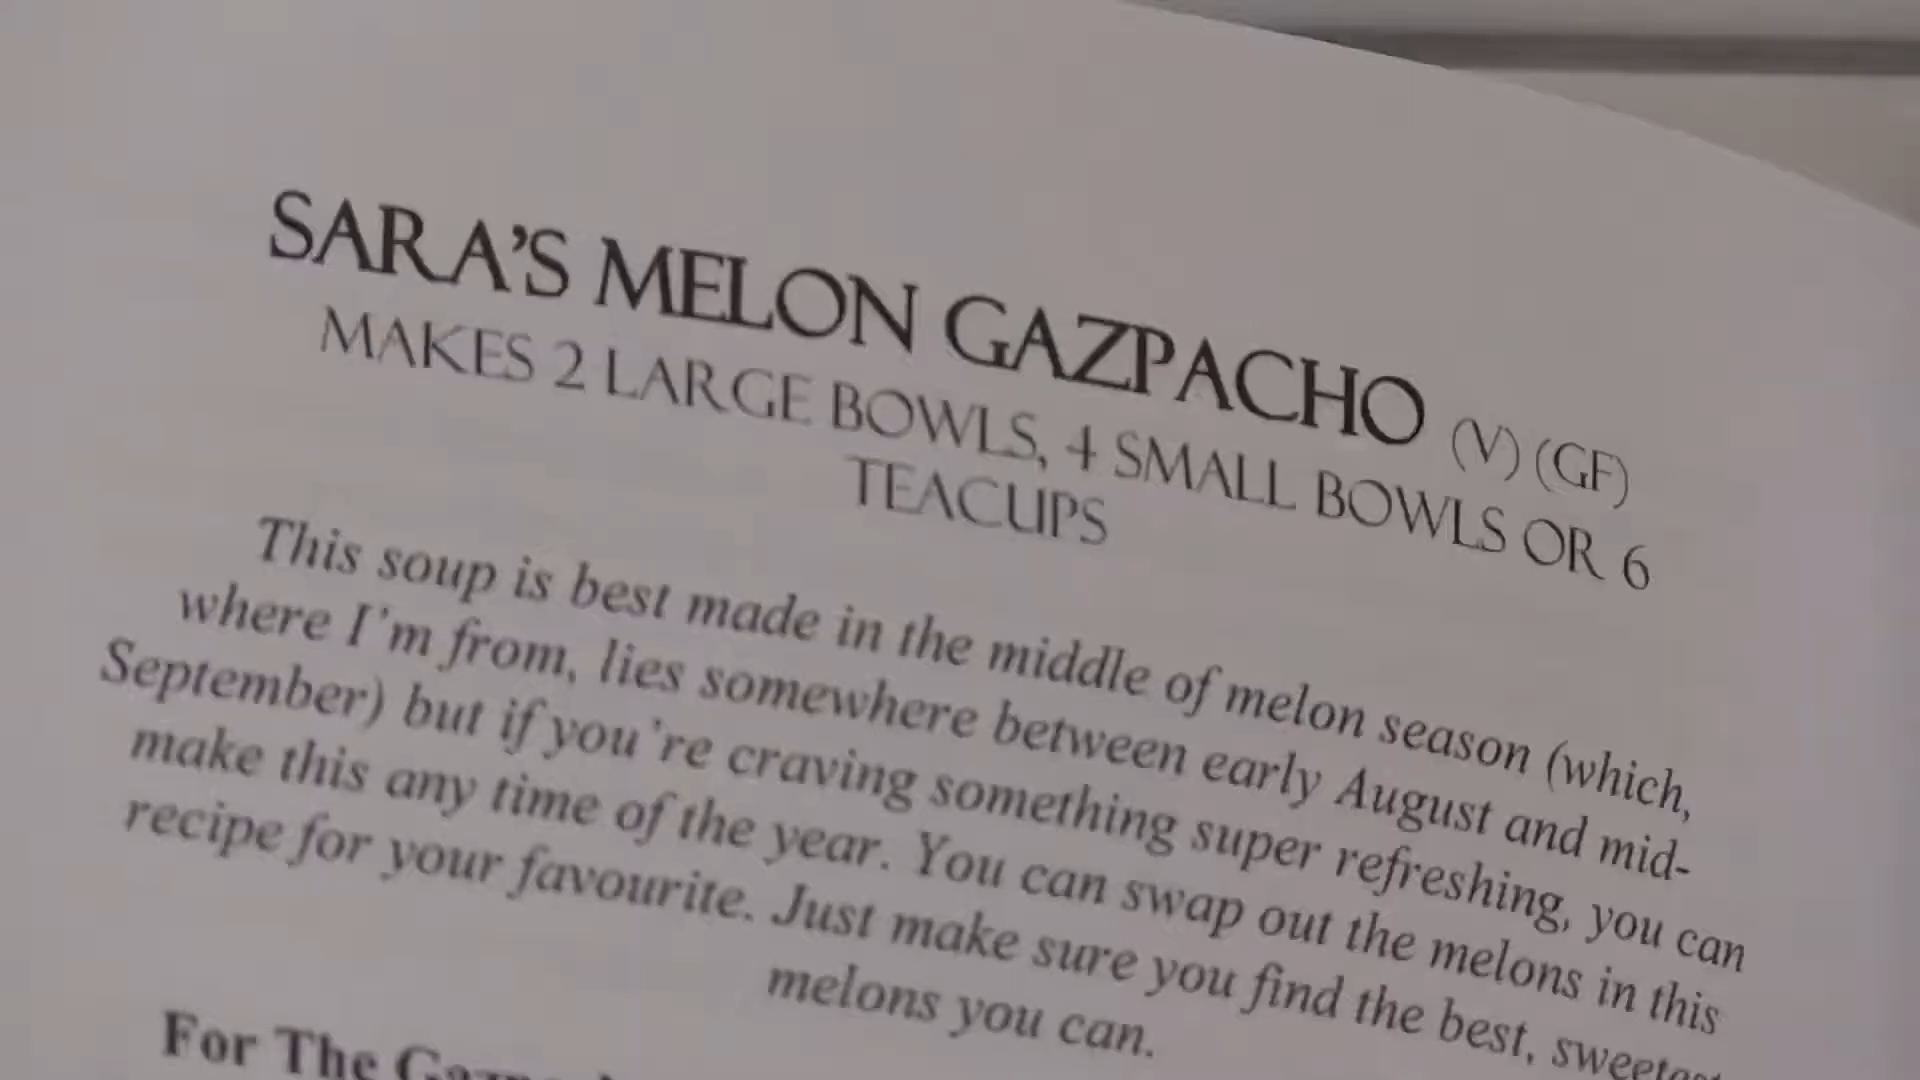 SARA'S MELON GAZPACHO (V) (GF)
MAKES 2 LARGE BOWLS, 4 SMALL BOWLS OR 6
TEACUPS
This soup is best made in the middle of melon season (which,
where I'm from, lies somewhere between early August and mid-
September) but if you're craving something super refreshing, you can
make this any time of the year. You can swap out the melons in this
recipe for your favourite. Just make sure you find the best, sweetest
melons you can.
For The